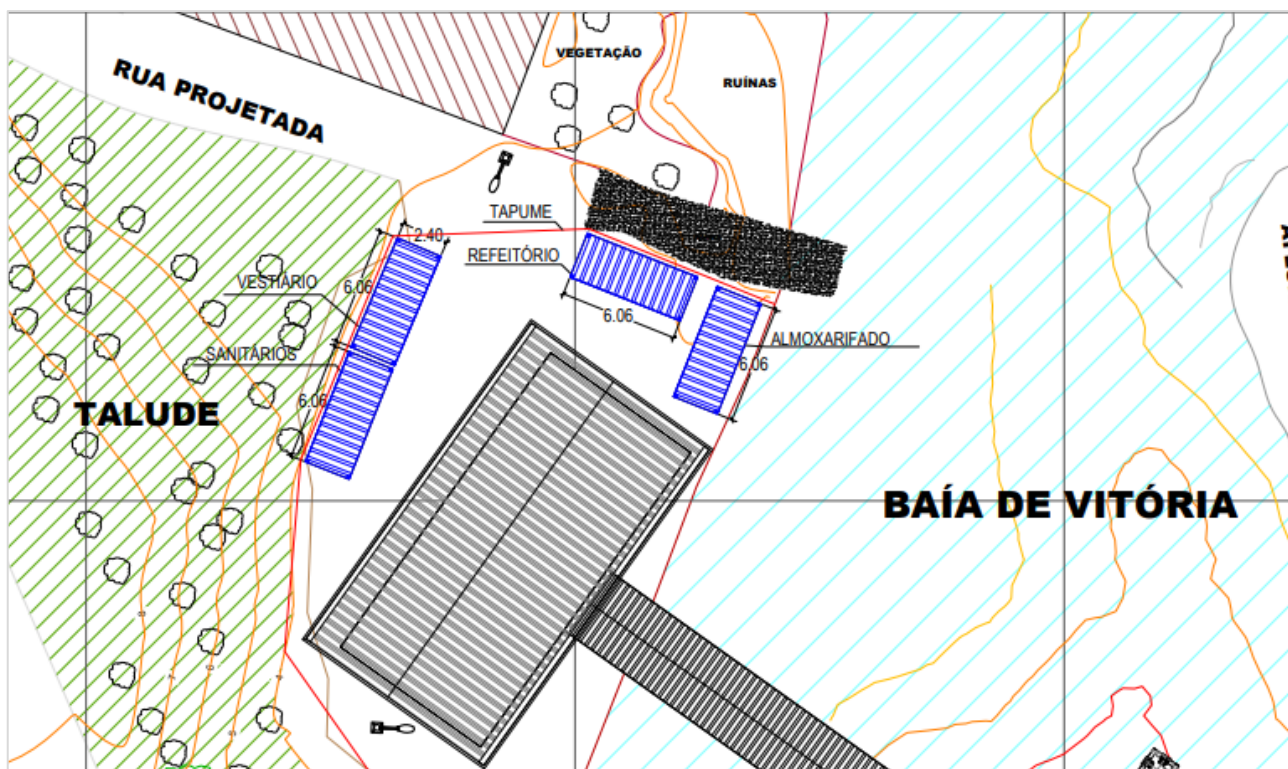 VEGETAÇÃO
RUÍNAS
RUA PROJETADA
TAPUME
2.40
REFEITÓRIO
VESTIÁRIO
6.06
6.06
ALMOXARIFADO
SANITÁRIOS
6.06
6.06
TALUDE
BAÍA DE VITÓRIA